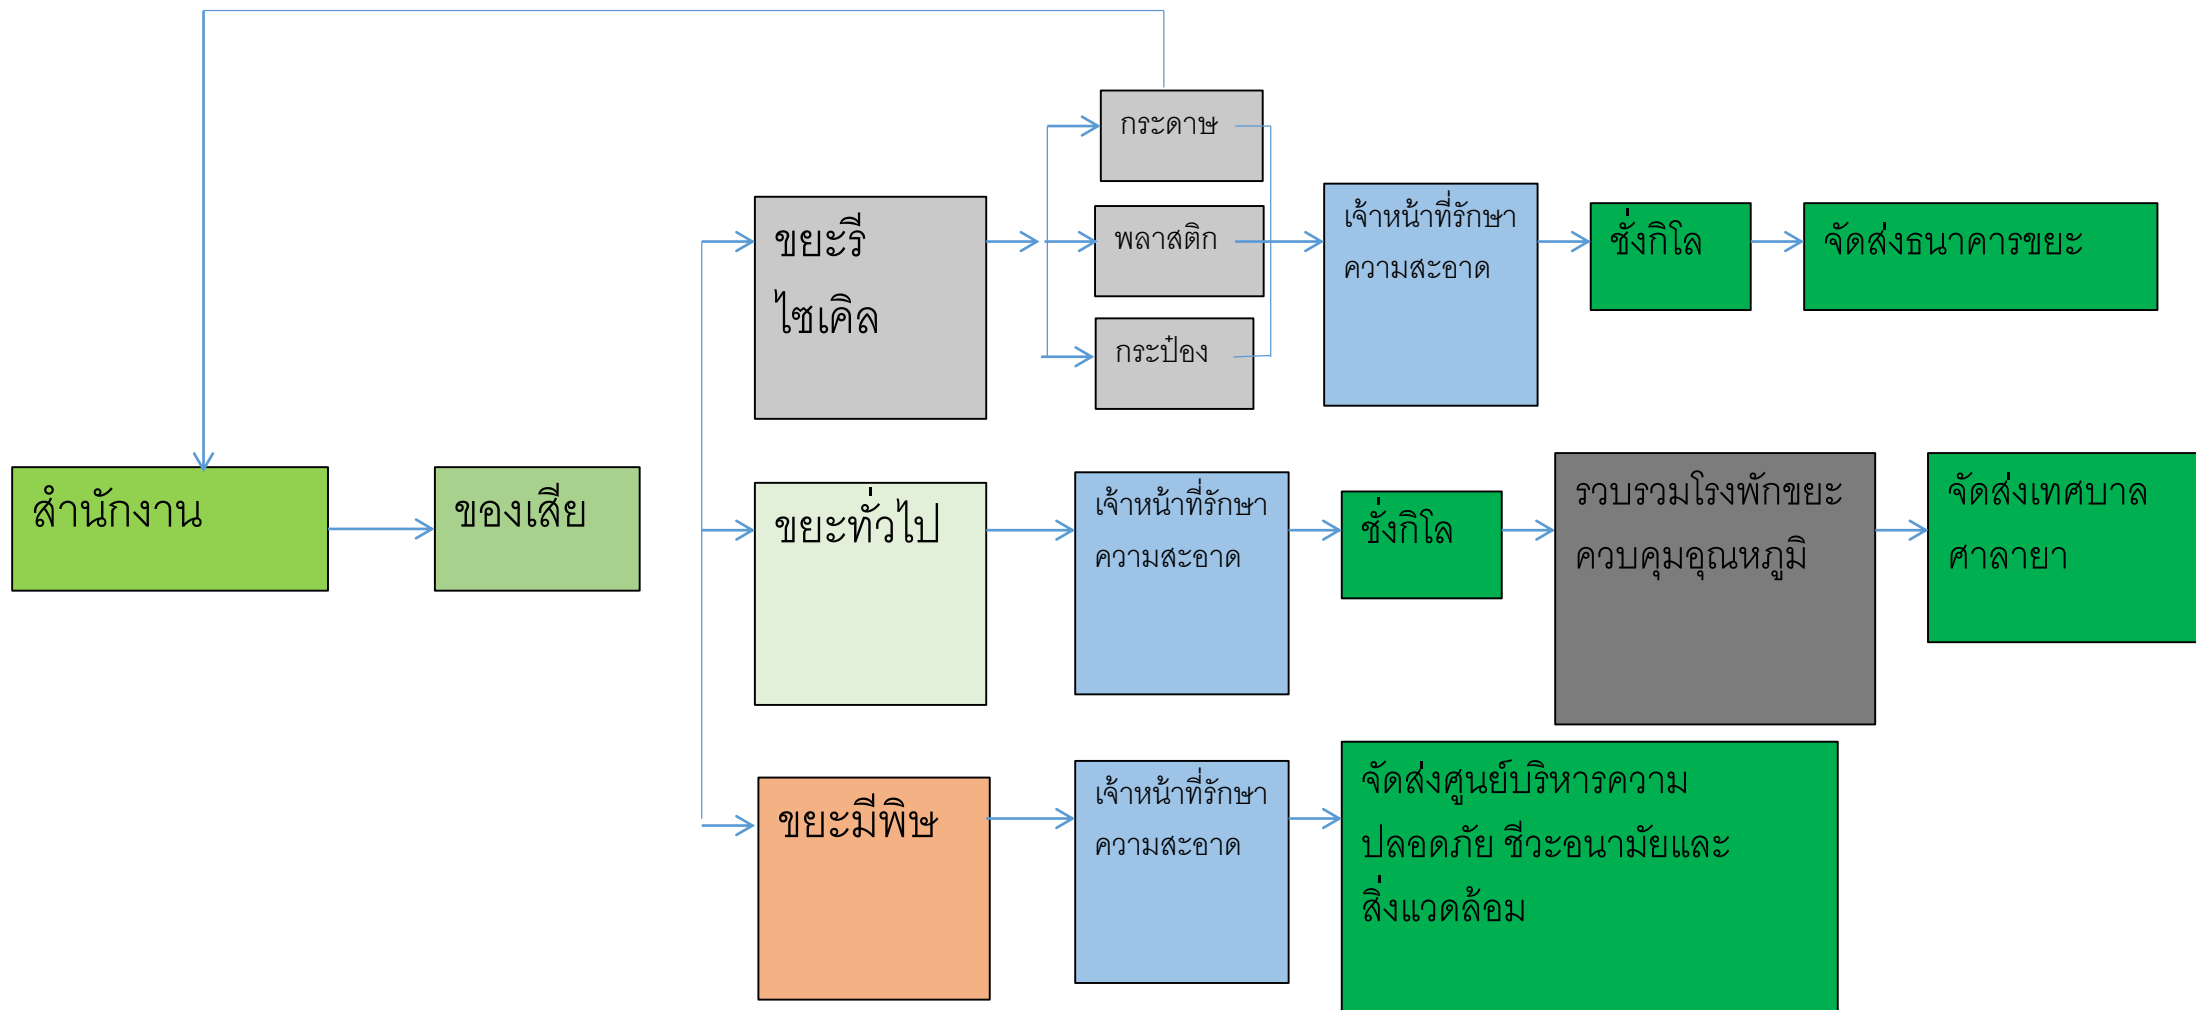 กระดาษ
ขยะรี
ไซเคิล
พลาสติก
กระป๋อง
เจ้าหน้าที่รักษา
ความสะอาด
ชั่งกิโล
จัดส่งธนาคารขยะ
สำนักงาน
ของเสีย
ขยะทั่วไป
เจ้าหน้าที่รักษา
ความสะอาด
ชั่งกิโล
รวบรวมโรงพักขยะ
ควบคุมอุณหภูมิ
จัดส่งเทศบาล
ศาลายา
ขยะมีพิษ
เจ้าหน้าที่รักษา
ความสะอาด
จัดส่งศูนย์บริหารความ
ปลอดภัย ชีวะอนามัยและ
สิ่งแวดล้อม